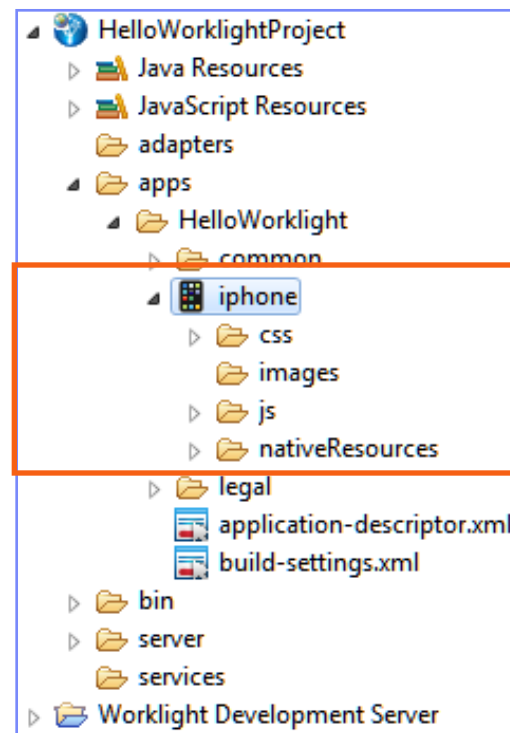 HelloWorklightProject
Java Resources
JavaScript Resources
adapters
apps
HelloWorklight
common
iphone
css
images
js
nativeResources
legal
application-descriptor.xml
build-settings.xml
bin
server
services
Worklight Development Server